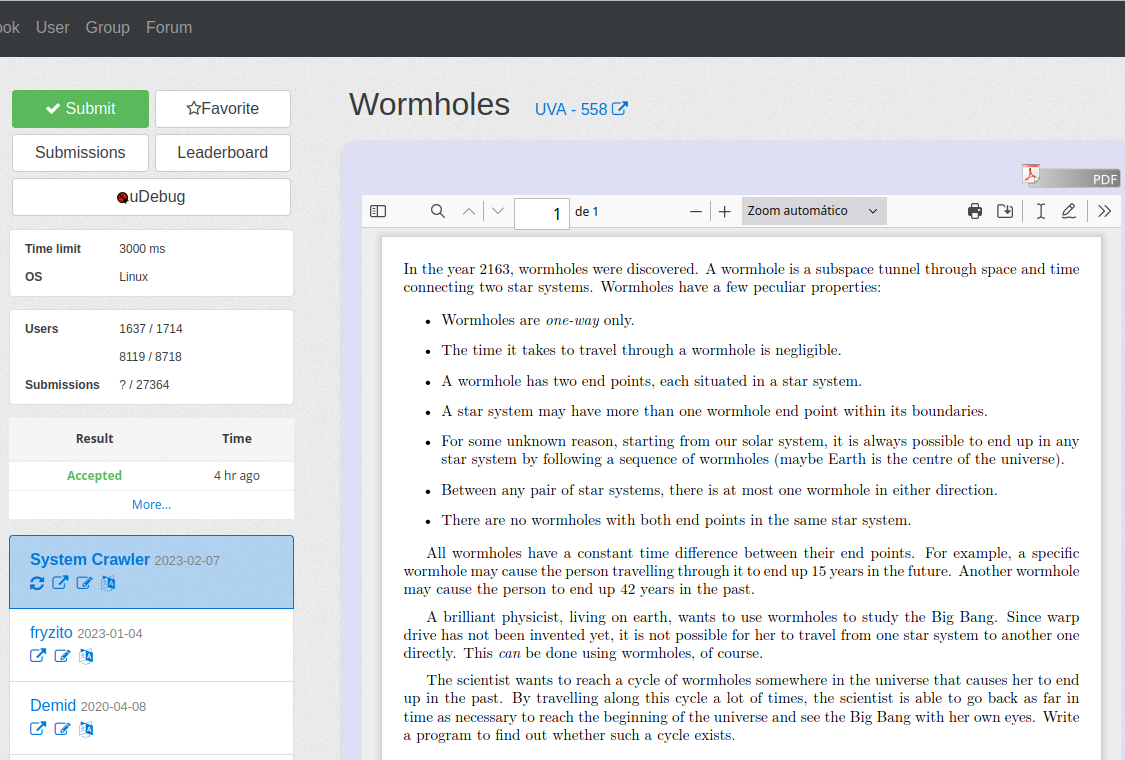 ook User Group Forum
Submit
Favorite
Submissions
Leaderboard
uDebug
Time limit 3000 ms
OS Linux
Users 1637 / 1714
8119 / 8718
Submissions ? / 27364
Result Time
Accepted 4 hr ago
More...
System Crawler 2023-02-07
fryzito 2023-01-04
Demid 2020-04-08
Wormholes UVA - 558
PDF
1 de 1 Zoom automático
In the year 2163, wormholes were discovered. A wormhole is a subspace tunnel through space and time
connecting two star systems. Wormholes have a few peculiar properties:
• Wormholes are one-way only.
• The time it takes to travel through a wormhole is negligible.
• A wormhole has two end points, each situated in a star system.
• A star system may have more than one wormhole end point within its boundaries.
• For some unknown reason, starting from our solar system, it is always possible to end up in any
star system by following a sequence of wormholes (maybe Earth is the centre of the universe).
• Between any pair of star systems, there is at most one wormhole in either direction.
• There are no wormholes with both end points in the same star system.
All wormholes have a constant time difference between their end points. For example, a specific
wormhole may cause the person travelling through it to end up 15 years in the future. Another wormhole
may cause the person to end up 42 years in the past.
A brilliant physicist, living on earth, wants to use wormholes to study the Big Bang. Since warp
drive has not been invented yet, it is not possible for her to travel from one star system to another one
directly. This can be done using wormholes, of course.
The scientist wants to reach a cycle of wormholes somewhere in the universe that causes her to end
up in the past. By travelling along this cycle a lot of times, the scientist is able to go back as far in
time as necessary to reach the beginning of the universe and see the Big Bang with her own eyes. Write
a program to find out whether such a cycle exists.